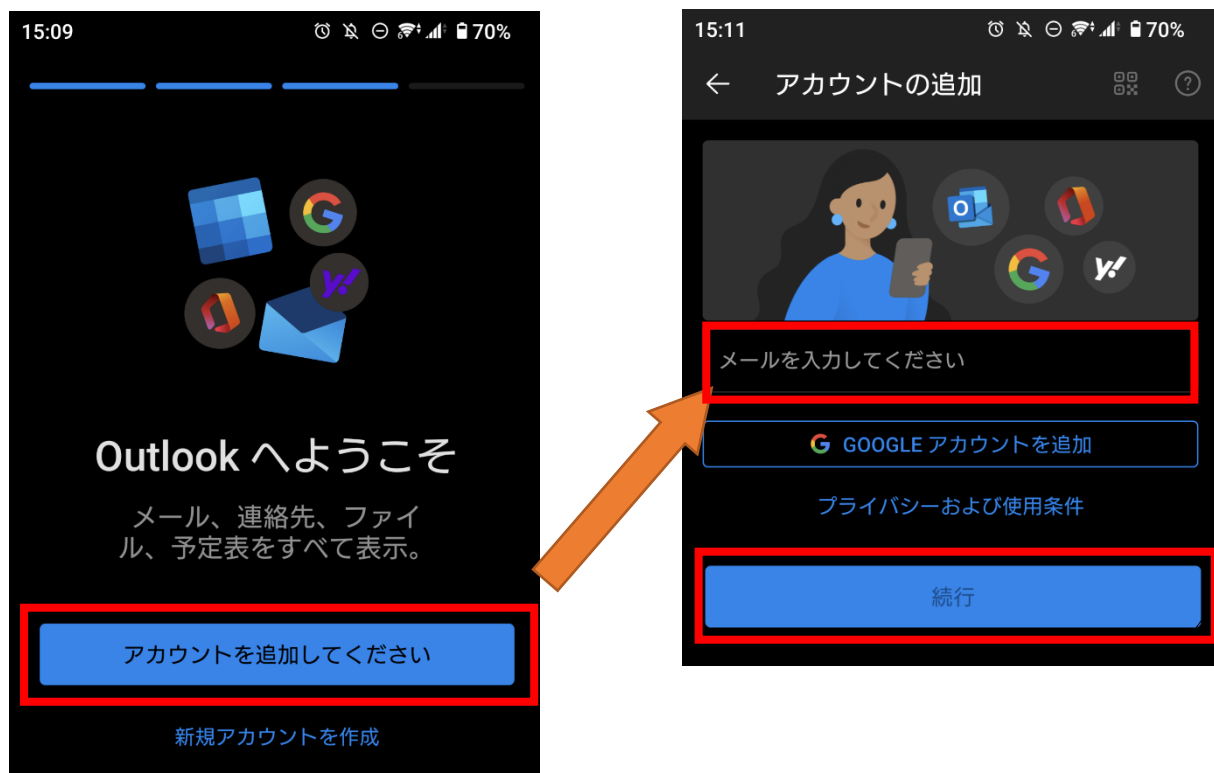 15:09
70%
Outlook へようこそ
メール、連絡先、ファイ
ル、予定表をすべて表示。
アカウントを追加してください
新規アカウントを作成
15:11
70%
アカウントの追加
メールを入力してください
GOOGLE アカウントを追加
プライバシーおよび使用条件
続行